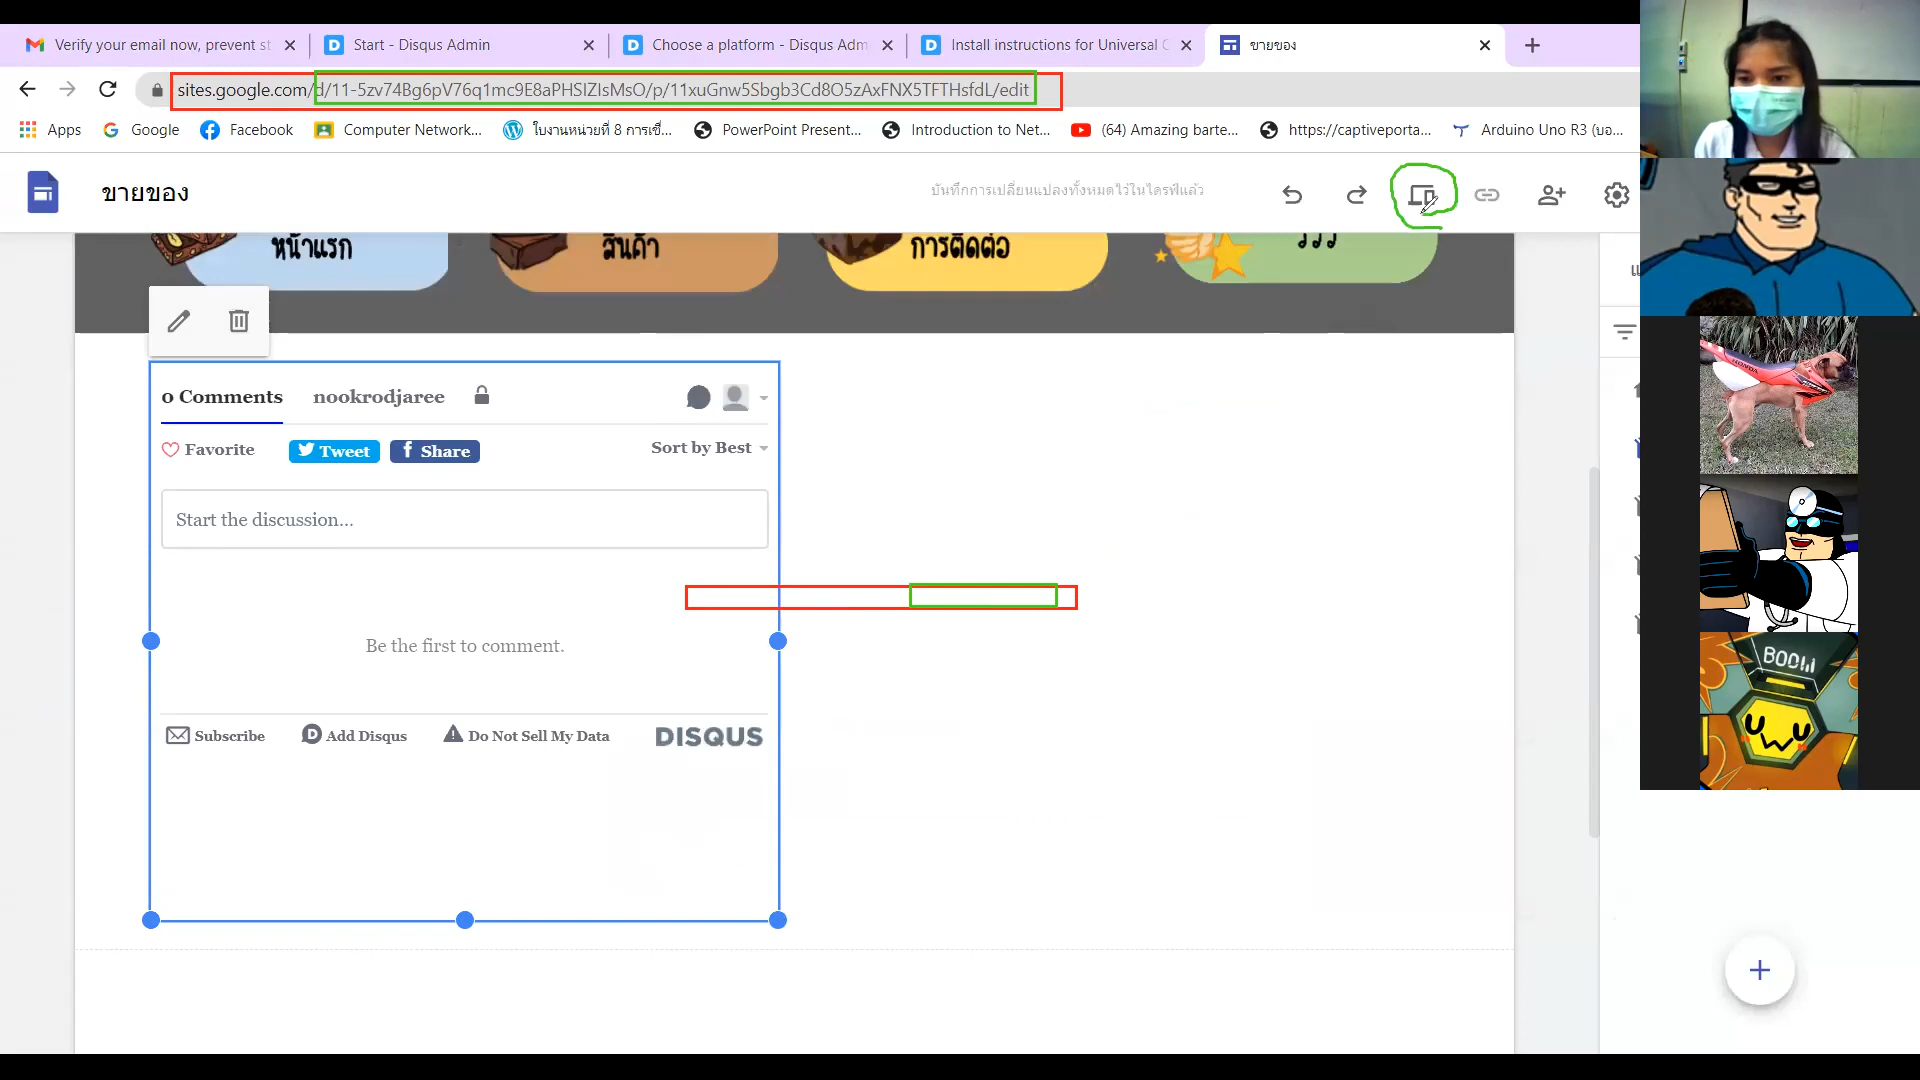 Verify your email now, prevent st
Start - Disqus Admin
Choose a platform - Disqus Adm
Install instructions for Universal C
ขายของ
sites.google.com/d/11-5zv74Bg6pV76q1mc9E8aPHSIZIsMsO/p/11xuGnw5Sbgb3Cd8O5zAxFNX5TFTHsfdL/edit
Apps
Google
Facebook
Computer Network...
ใบงานหน่วยที่ 8 การเชื่...
PowerPoint Present...
Introduction to Net...
(64) Amazing barte...
https://captiveporta...
Arduino Uno R3 (บอ...
ขายของ
บันทึกการเปลี่ยนแปลงทั้งหมดไว้ในไดรฟ์แล้ว
หน้าแรก
สินค้า
การติดต่อ
0 Comments
nookrodjaree
Favorite
Tweet
Share
Sort by Best
Start the discussion...
Be the first to comment.
Subscribe
Add Disqus
Do Not Sell My Data
DISQUS
HONDA
BOOM